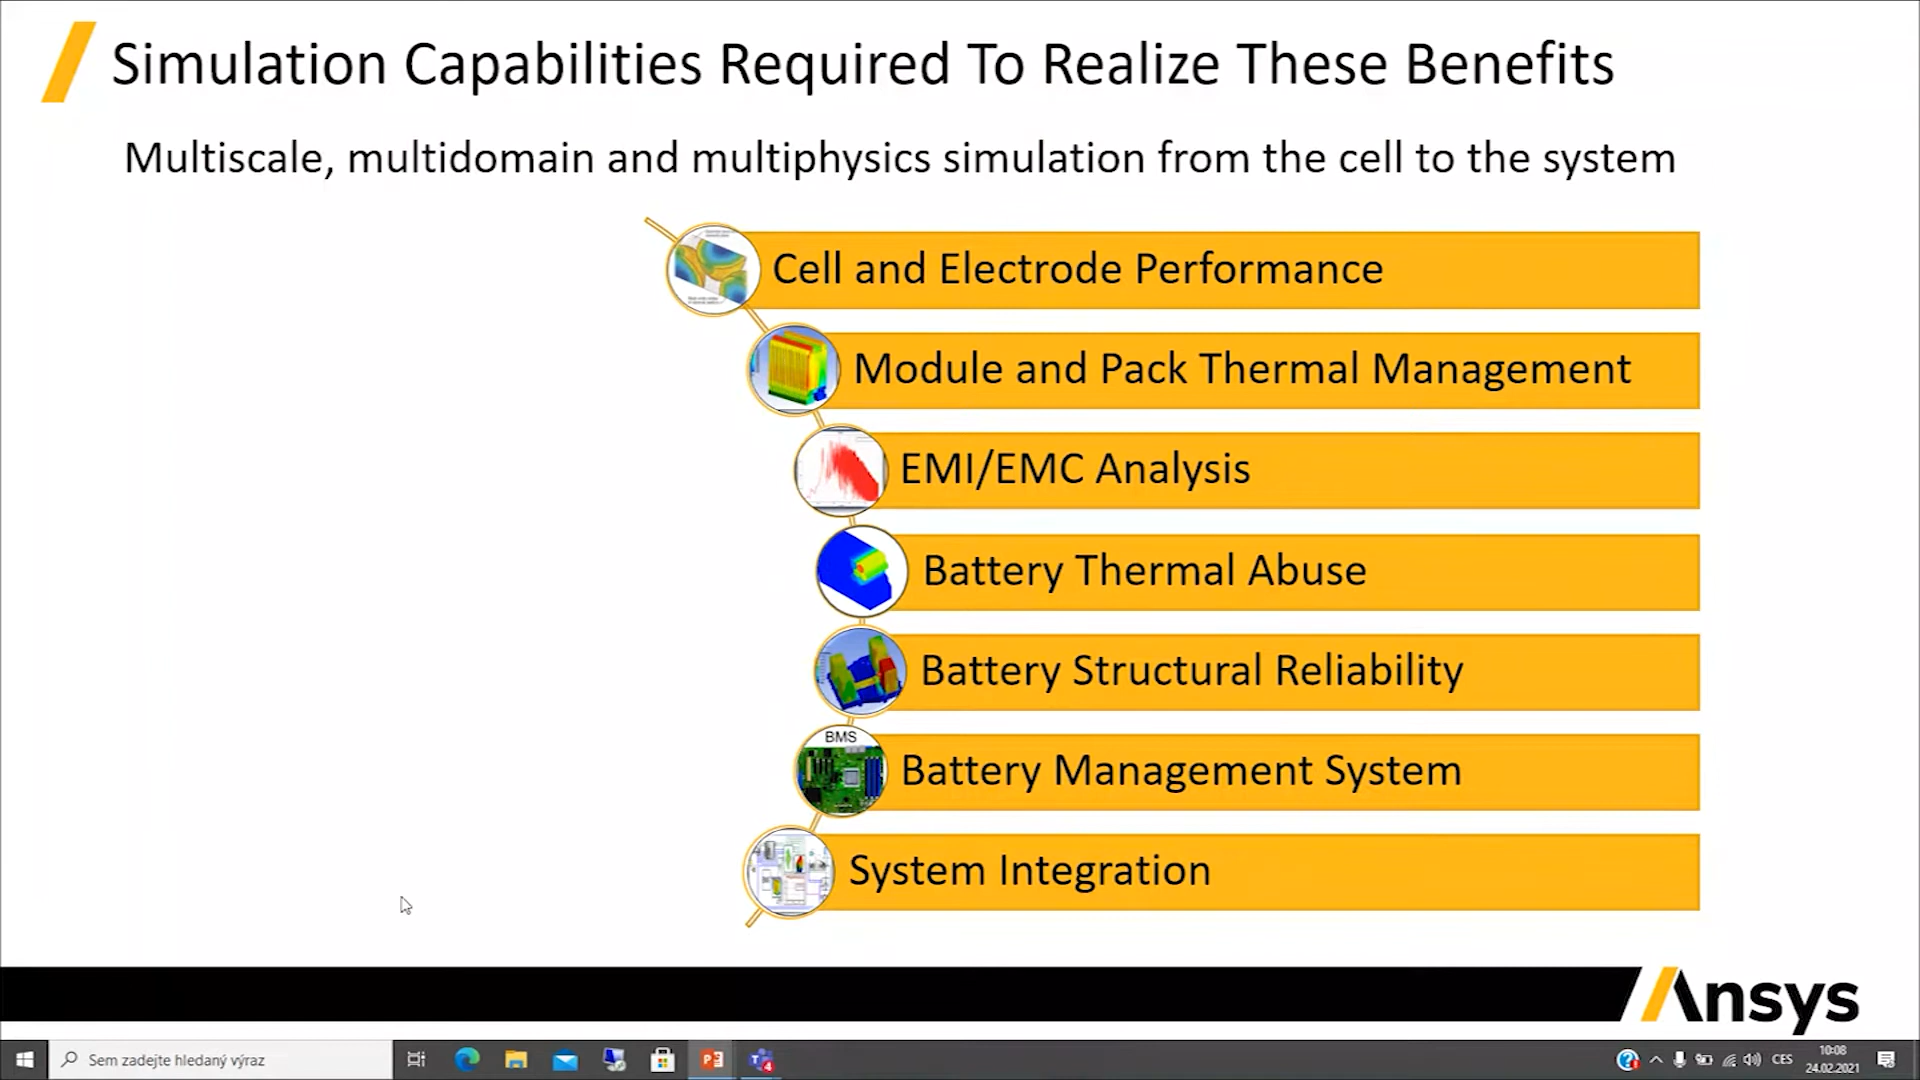 Simulation Capabilities Required To Realize These Benefits
Multiscale, multidomain and multiphysics simulation from the cell to the system
Cell and Electrode Performance
Module and Pack Thermal Management
EMI/EMC Analysis
Battery Thermal Abuse
Battery Structural Reliability
BMS
Battery Management System
System Integration
Ansys
Sem zadejte hledaný výraz
4
CES
10:08
24.02.2021